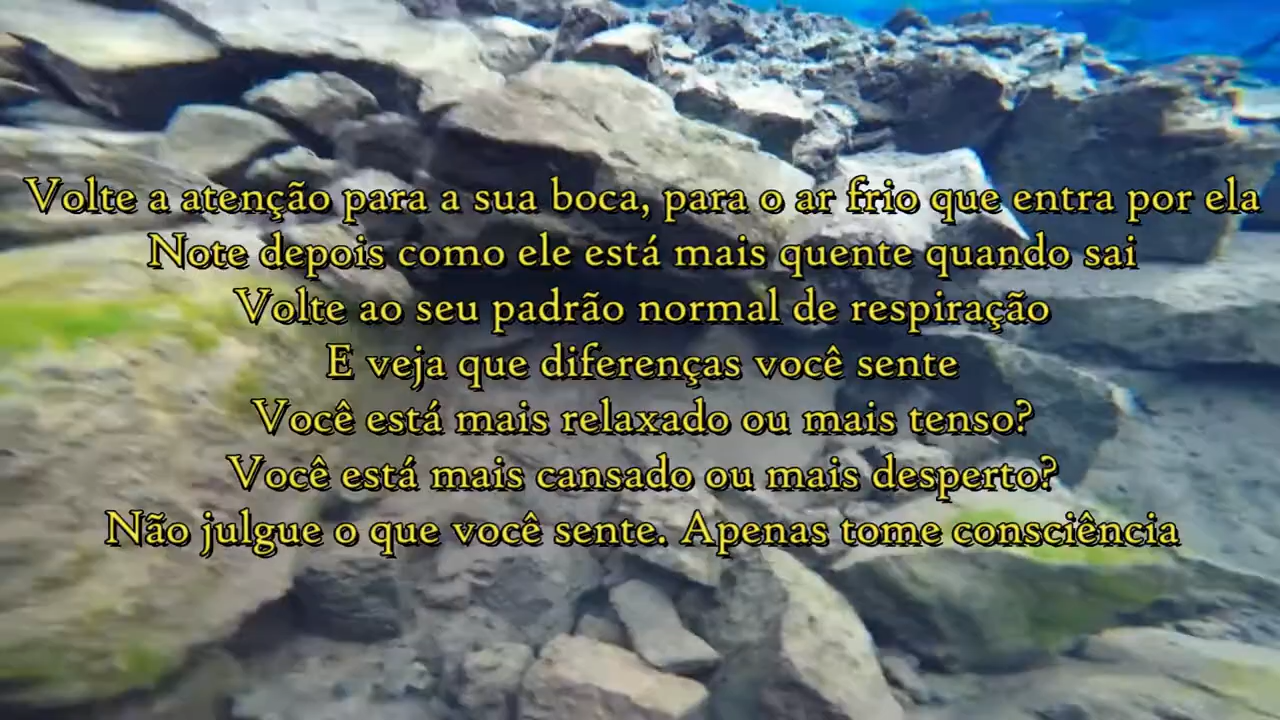 Volte a atenção para a sua boca, para o ar frio que entra por ela
Note depois como ele está mais quente quando sai
Volte ao seu padrão normal de respiração
E veja que diferenças você sente
Você está mais relaxado ou mais tenso?
Você está mais cansado ou mais desperto?
Não julgue o que você sente. Apenas tome consciência